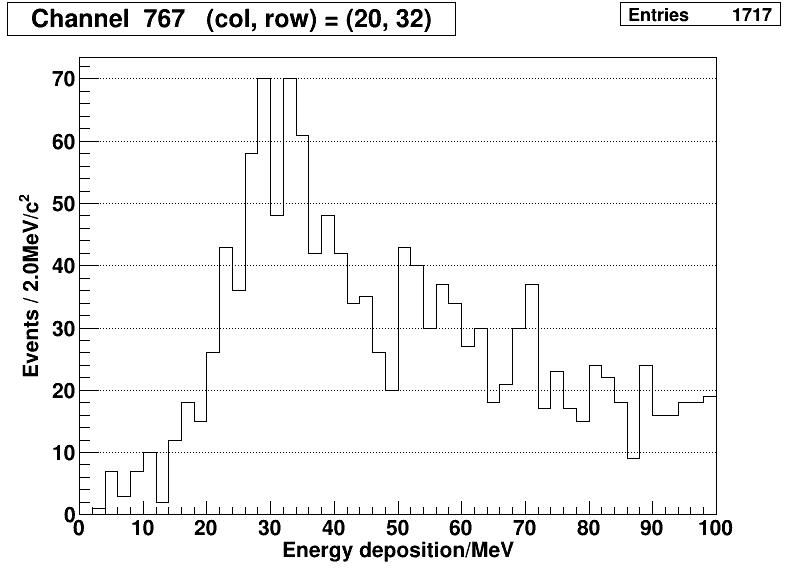 Channel 767 (col, row) = (20, 32)
Entries 1717
70
60
50
40
30
20
10
0
Events / 2.0MeV/c²
0 10 20 30 40 50 60 70 80 90 100
Energy deposition/MeV